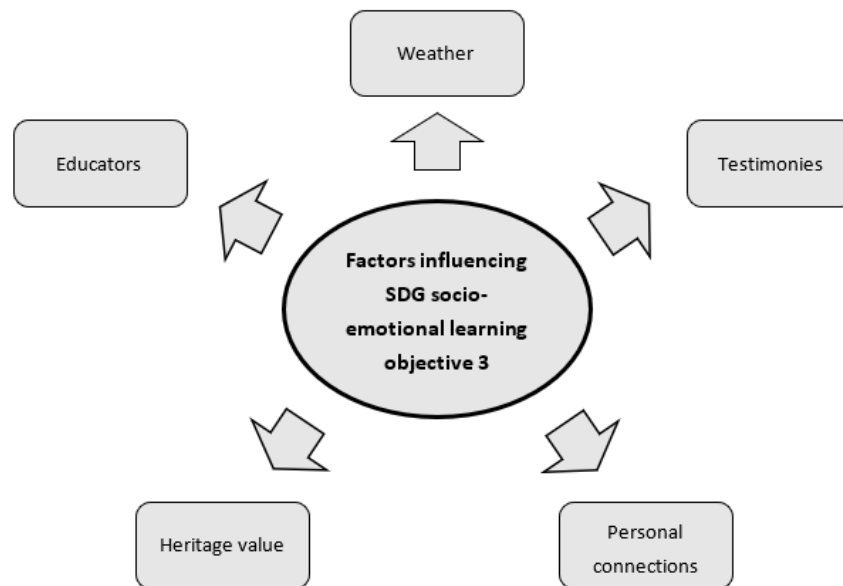 Weather
Educators
Testimonies
Factors influencing
SDG socio-
emotional learning
objective 3
Heritage value
Personal
connections